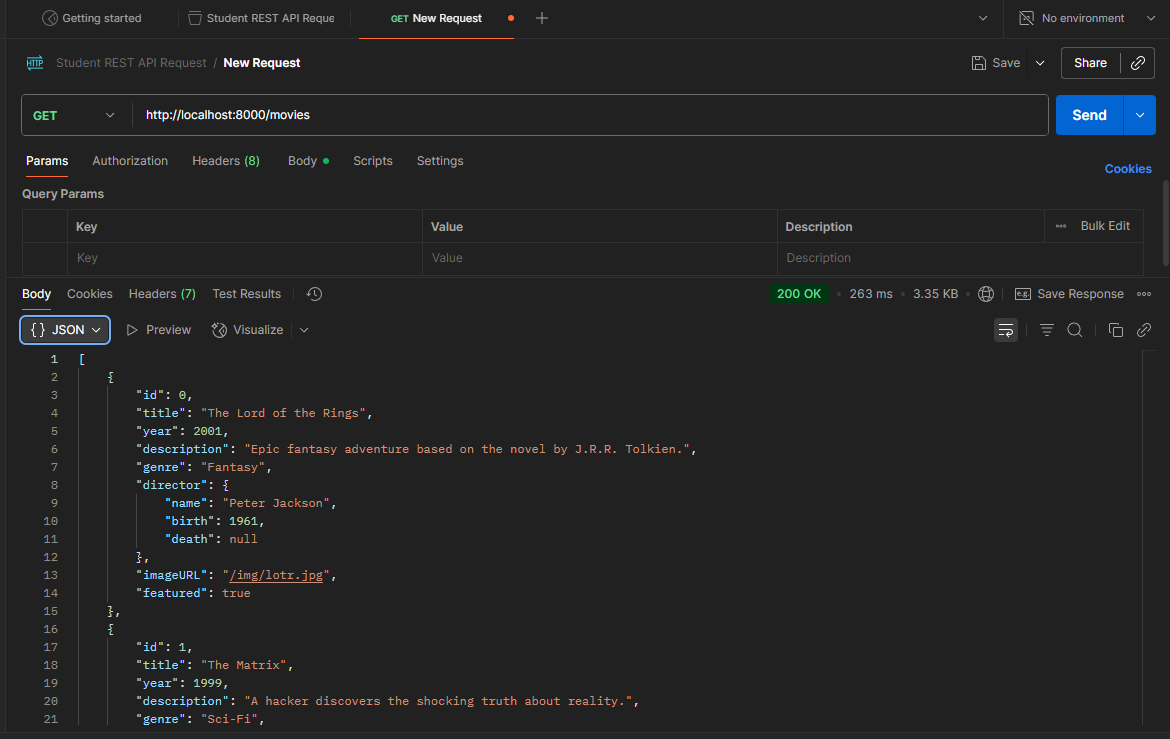 Getting started Student REST API Reque GET New Request No environment
HTTP Student REST API Request / New Request Save Share
GET http://localhost:8000/movies Send
Params Authorization Headers (8) Body Scripts Settings Cookies
Query Params
Key Value Description Bulk Edit
Key Value Description
Body Cookies Headers (7) Test Results 200 OK 263 ms 3.35 KB e.g. Save Response
{} JSON Preview Visualize
1 [
2 {
3 "id": 0,
4 "title": "The Lord of the Rings",
5 "year": 2001,
6 "description": "Epic fantasy adventure based on the novel by J.R.R. Tolkien.",
7 "genre": "Fantasy",
8 "director": {
9 "name": "Peter Jackson",
10 "birth": 1961,
11 "death": null
12 },
13 "imageURL": "/img/lotr.jpg",
14 "featured": true
15 },
16 {
17 "id": 1,
18 "title": "The Matrix",
19 "year": 1999,
20 "description": "A hacker discovers the shocking truth about reality.",
21 "genre": "Sci-Fi",